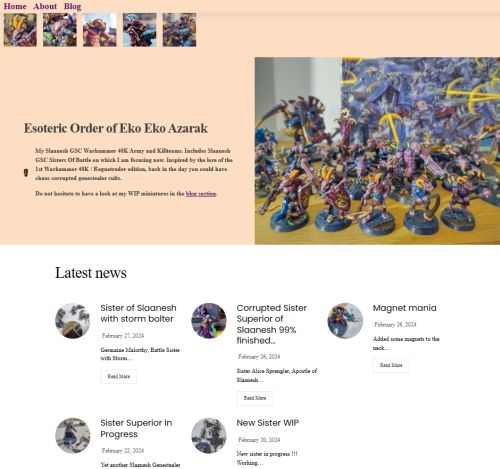 Home About Blog
Esoteric Order of Eko Eko Azarak
My Slaanesh GSC Warhammer 40K Army and Killteams. Includes Slaanesh
GSC Sisters Of Battle on which I am focusing now. Inspired by the lore of the
1st Warhammer 40K / Roguetrader edition, back in the day you could have
chaos corrupted genestealer cults.
Do not hesitate to have a look at my WIP miniatures in the blog section.
Latest news
Sister of Slaanesh
with storm bolter
February 27, 2024
Germaine Malorthy, Battle Sister
with Storm…
Read More
Corrupted Sister
Superior of
Slaanesh 99%
finished…
February 26, 2024
Sister Alice Sprengler, Apostle of
Slaanesh…
Read More
Magnet mania
February 26, 2024
Added some magnets to the
neck…
Read More
Sister Superior In
Progress
February 22, 2024
Yet another Slaanesh Genestealer
New Sister WIP
February 20, 2024
New sister in progress !!!
Working…